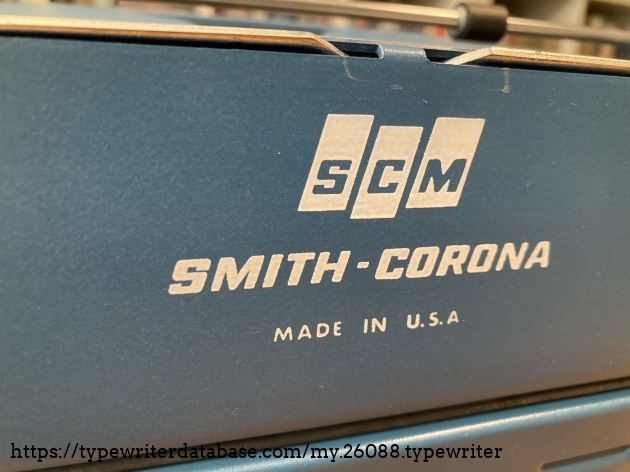 SCM
SMITH-CORONA
MADE IN U.S.A.
https://typewriterdatabase.com/my.26088.typewriter